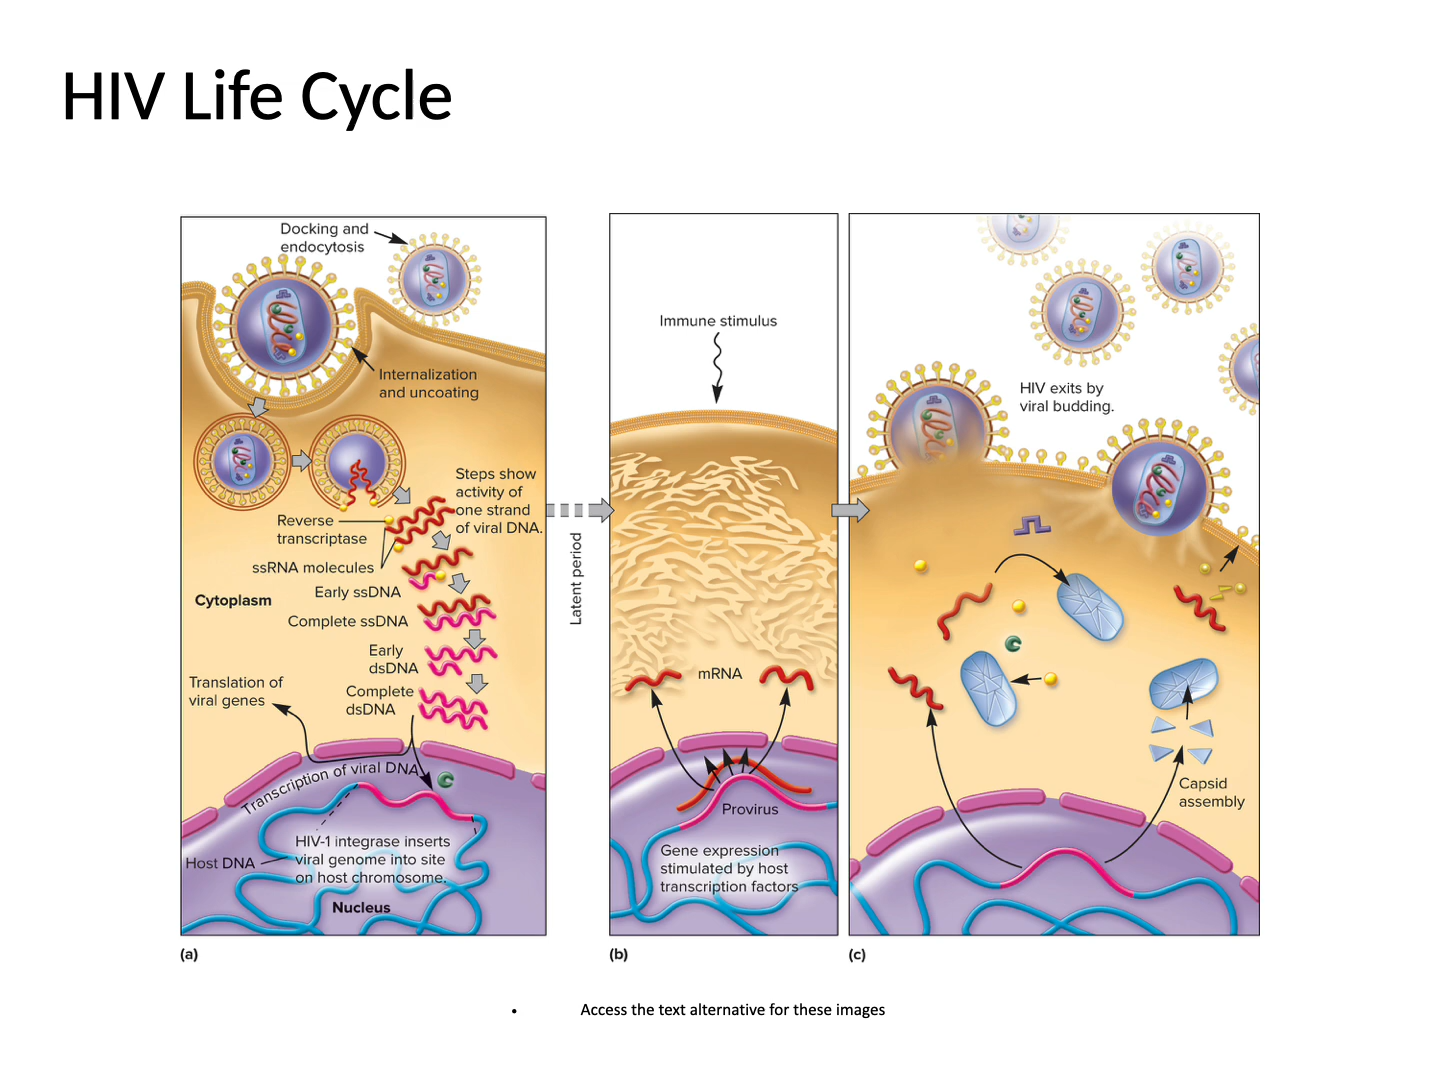 HIV Life Cycle
Docking and
endocytosis
Internalization
and uncoating
Steps show
activity of
one strand
of viral DNA.
Reverse
transcriptase
ssRNA molecules
Early ssDNA
Cytoplasm
Complete ssDNA
Early
dsDNA
Translation of
viral genes
Complete
dsDNA
Transcription of viral DNA
HIV-1 integrase inserts
viral genome into site
on host chromosome.
Host DNA
Nucleus
(a)
Latent period
Immune stimulus
mRNA
Provirus
Gene expression
stimulated by host
transcription factors
(b)
HIV exits by
viral budding.
Capsid
assembly
(c)
• Access the text alternative for these images